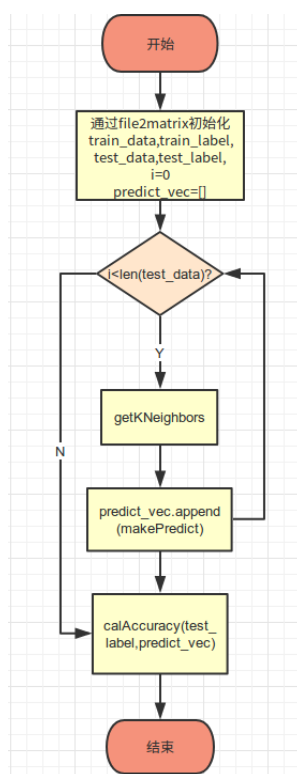 开始
通过file2matrix初始化
train_data,train_label,
test_data,test_label,
i=0
predict_vec=[]
i<len(test_data)?
Y
getKNeighbors
N
predict_vec.append
(makePredict)
calAccuracy(test_
label,predict_vec)
结束